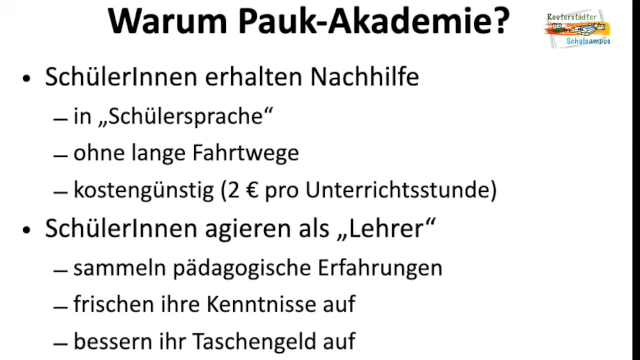 Warum Pauk-Akademie?
Reuterstädter
Schulcampus
• SchülerInnen erhalten Nachhilfe
– in „Schülersprache“
– ohne lange Fahrtwege
– kostengünstig (2 € pro Unterrichtsstunde)
• SchülerInnen agieren als „Lehrer“
– sammeln pädagogische Erfahrungen
– frischen ihre Kenntnisse auf
– bessern ihr Taschengeld auf